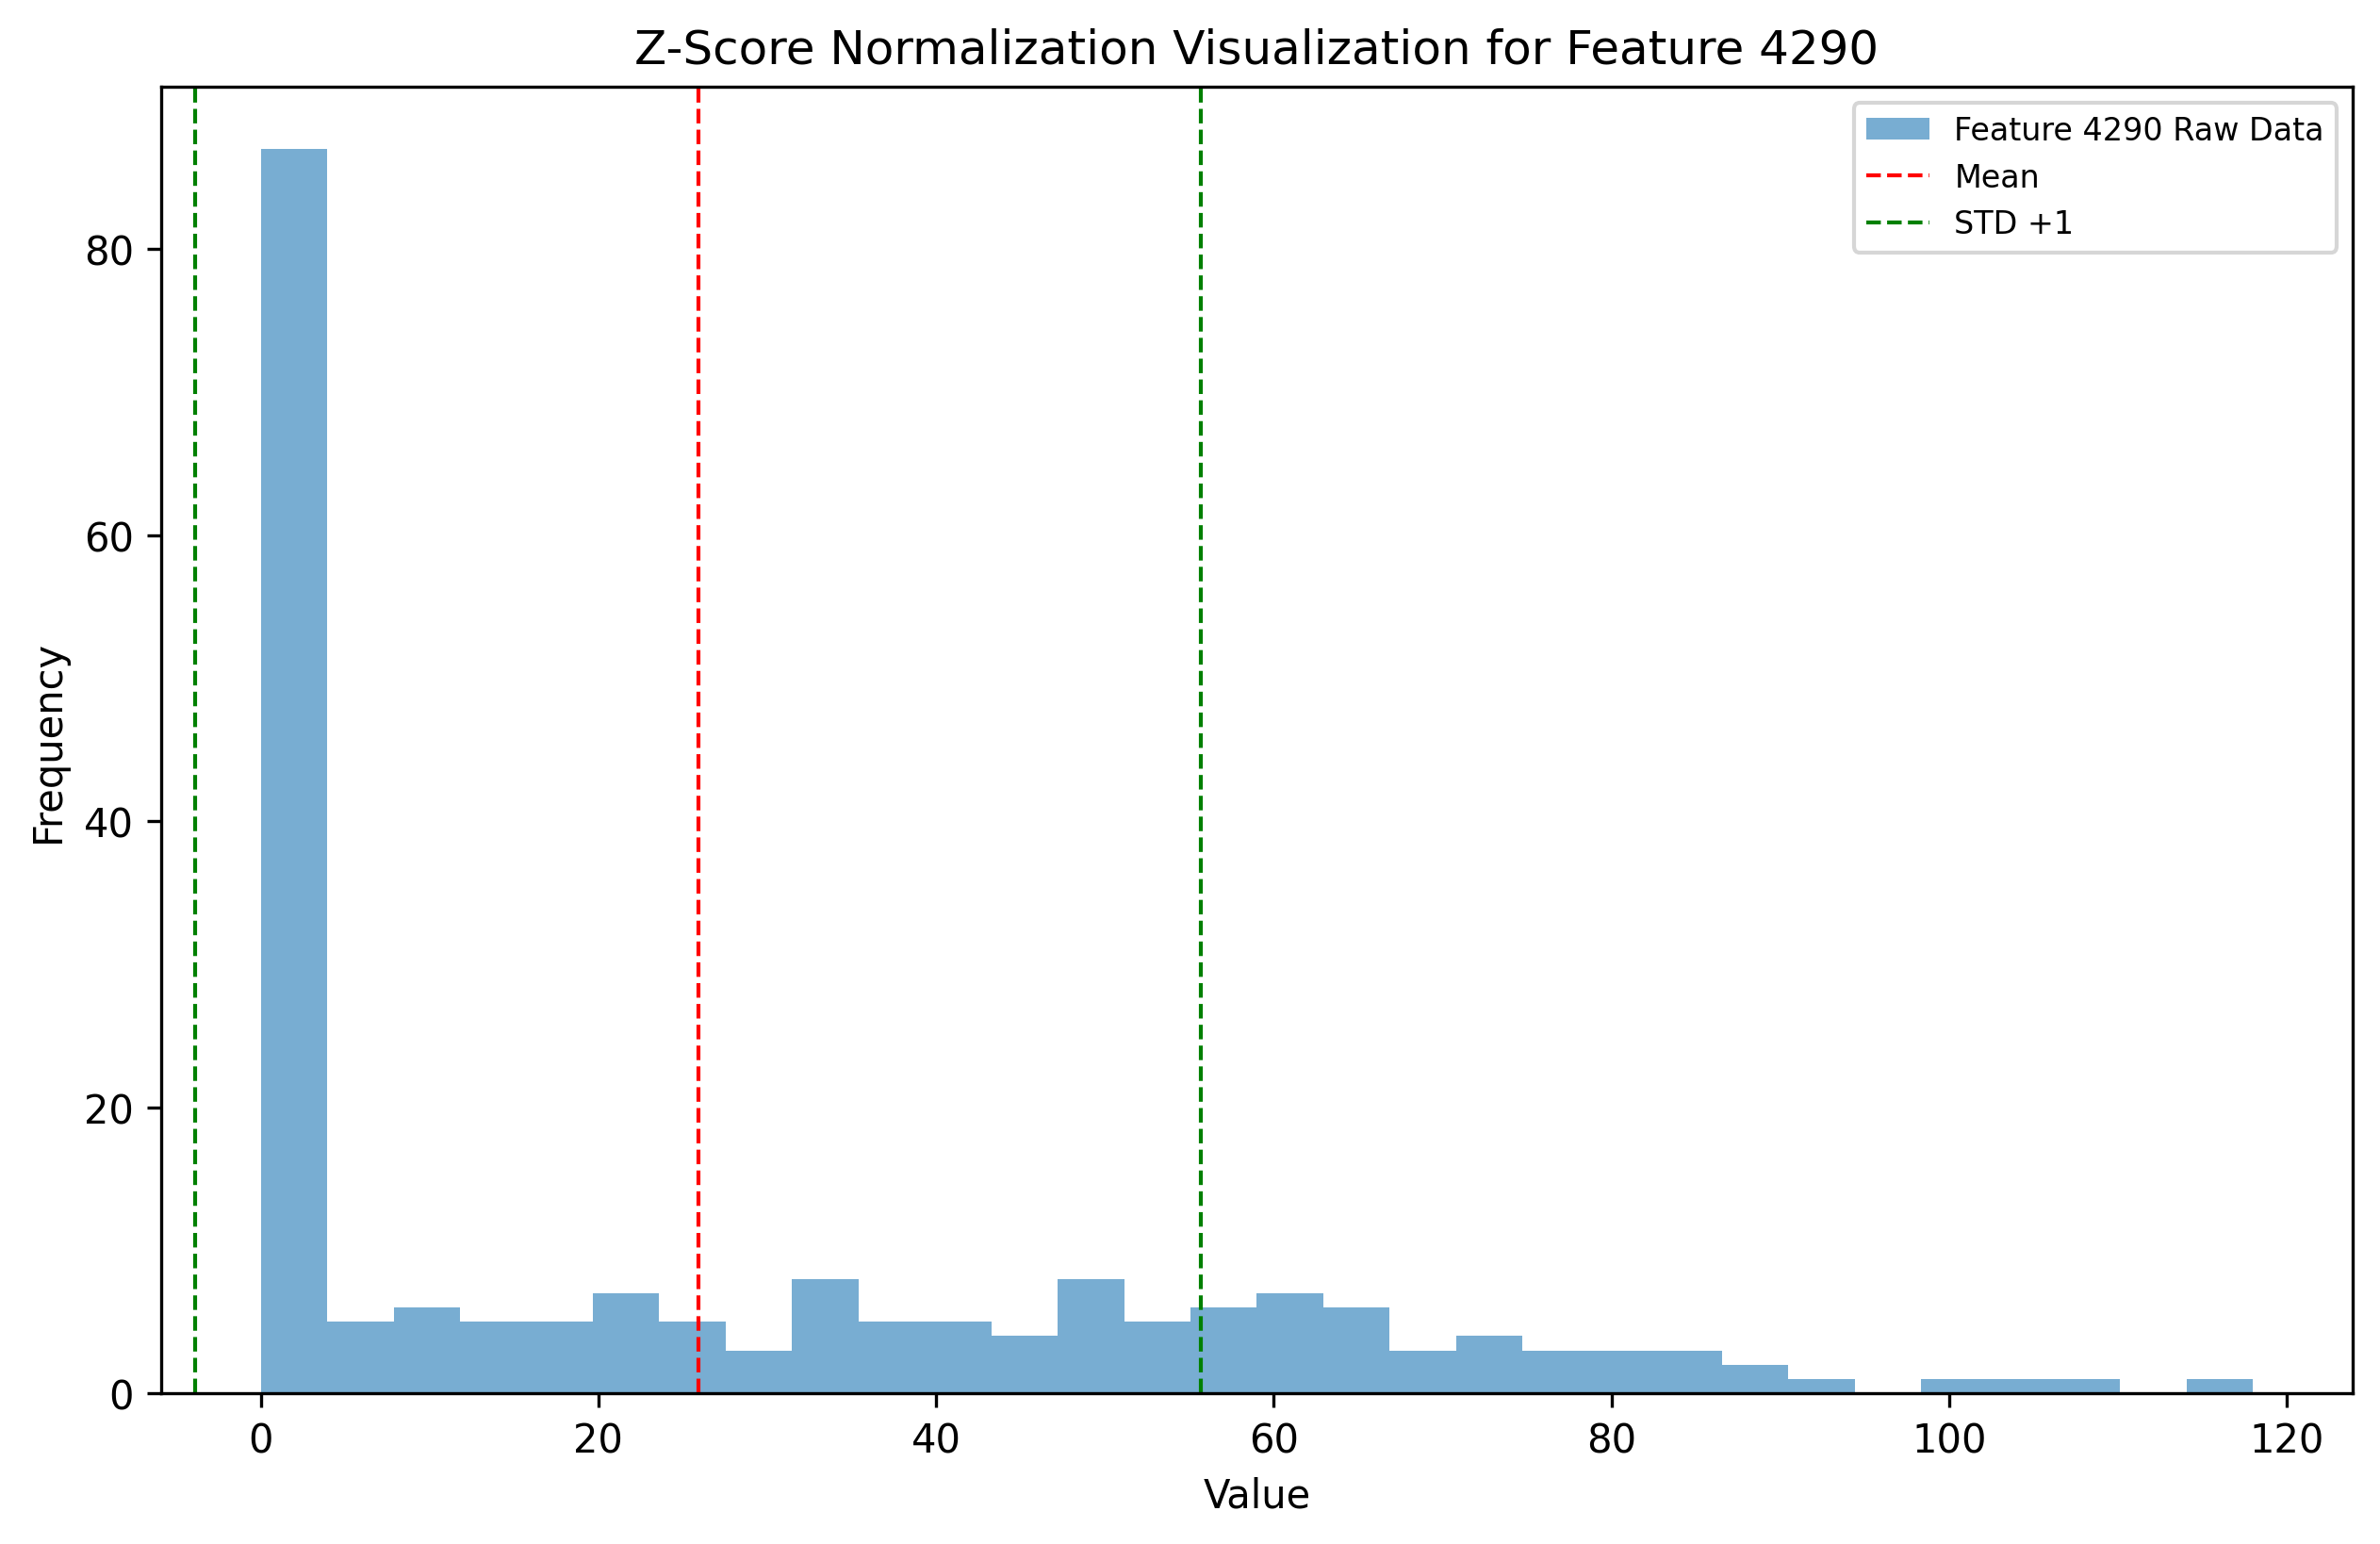 Z-Score Normalization Visualization for Feature 4290
Feature 4290 Raw Data
Mean
STD +1
80
60
40
20
0
Frequency
0 20 40 60 80 100 120
Value